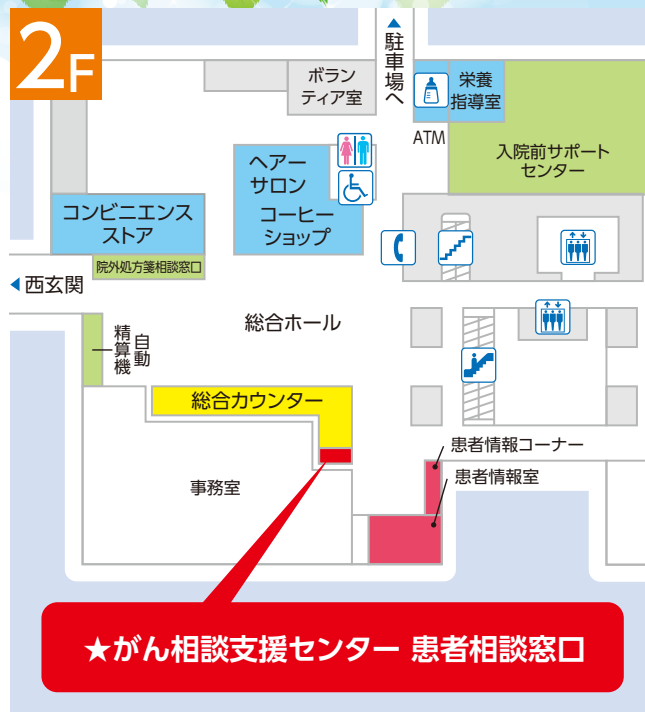 2F
▲駐車場へ
ボラン
ティア室
栄養
指導室
ATM
入院前サポート
センター
ヘアー
サロン
コーヒー
ショップ
コンビニエンス
ストア
院外処方箋相談窓口
◀西玄関
総合ホール
自動
精算機
総合カウンター
患者情報コーナー
患者情報室
事務室
★がん相談支援センター 患者相談窓口